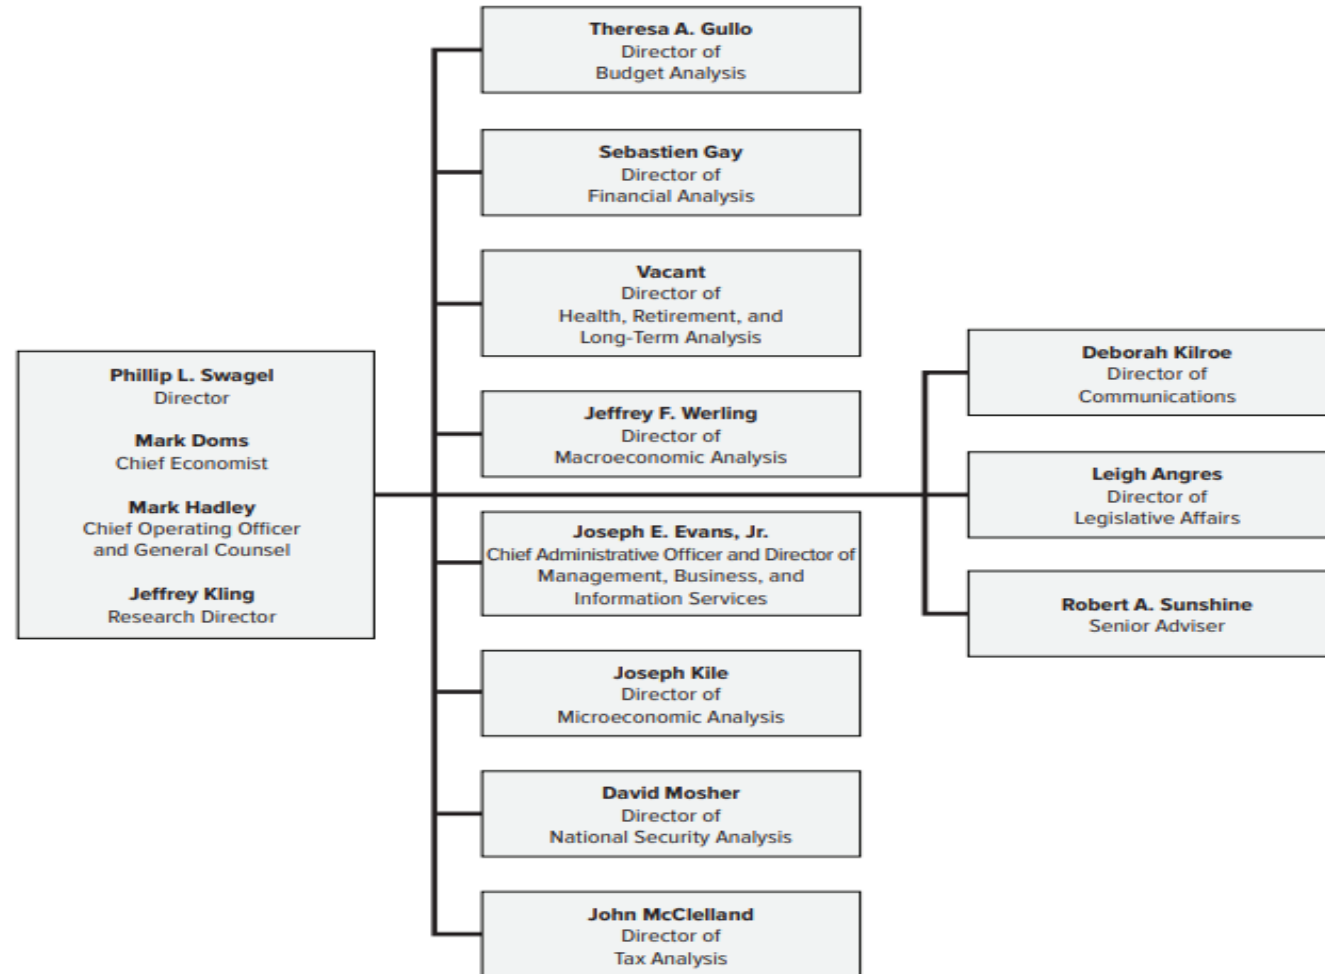 Theresa A. Gullo
Director of
Budget Analysis
Sebastien Gay
Director of
Financial Analysis
Vacant
Director of
Health, Retirement, and
Long-Term Analysis
Phillip L. Swagel
Director
Mark Doms
Chief Economist
Mark Hadley
Chief Operating Officer
and General Counsel
Jeffrey Kling
Research Director
Jeffrey F. Werling
Director of
Macroeconomic Analysis
Joseph E. Evans, Jr.
Chief Administrative Officer and Director of
Management, Business, and
Information Services
Joseph Kile
Director of
Microeconomic Analysis
David Mosher
Director of
National Security Analysis
John McClelland
Director of
Tax Analysis
Deborah Kilroe
Director of
Communications
Leigh Angres
Director of
Legislative Affairs
Robert A. Sunshine
Senior Adviser